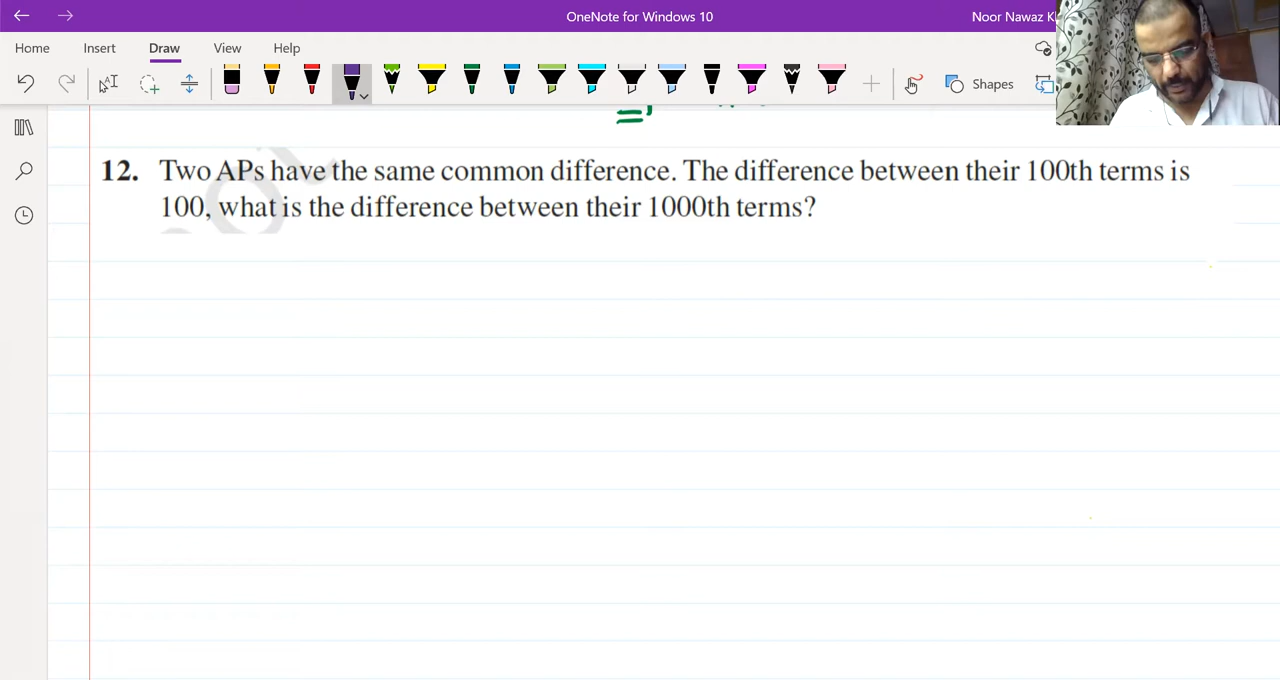 OneNote for Windows 10
Noor Nawaz K
Home Insert Draw View Help
Shapes
12. Two APs have the same common difference. The difference between their 100th terms is
100, what is the difference between their 1000th terms?